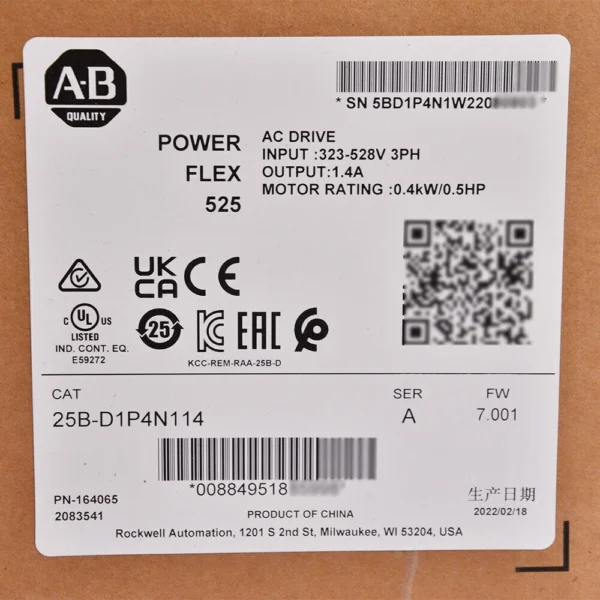 A-B
QUALITY
* SN 5BD1P4N1W220
POWER
FLEX
525
AC DRIVE
INPUT :323-528V 3PH
OUTPUT:1.4A
MOTOR RATING :0.4kW/0.5HP
UK
CA
CE
C UL US
LISTED
IND. CONT. EQ.
E59272
25
EAC
KCC-REM-RAA-25B-D
CAT
25B-D1P4N114
SER
A
FW
7.001
*008849518
PN-164065
2083541
生产日期
2022/02/18
PRODUCT OF CHINA
Rockwell Automation, 1201 S 2nd St, Milwaukee, WI 53204, USA